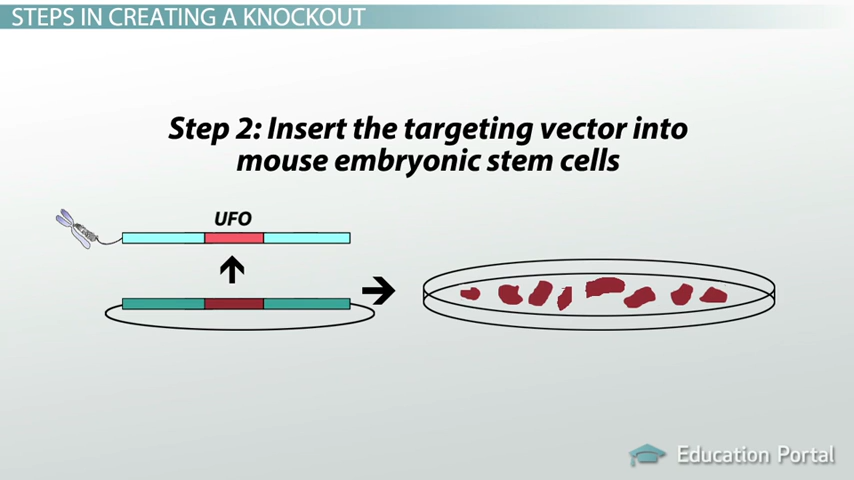 STEPS IN CREATING A KNOCKOUT
Step 2: Insert the targeting vector into
mouse embryonic stem cells
UFO
Education Portal